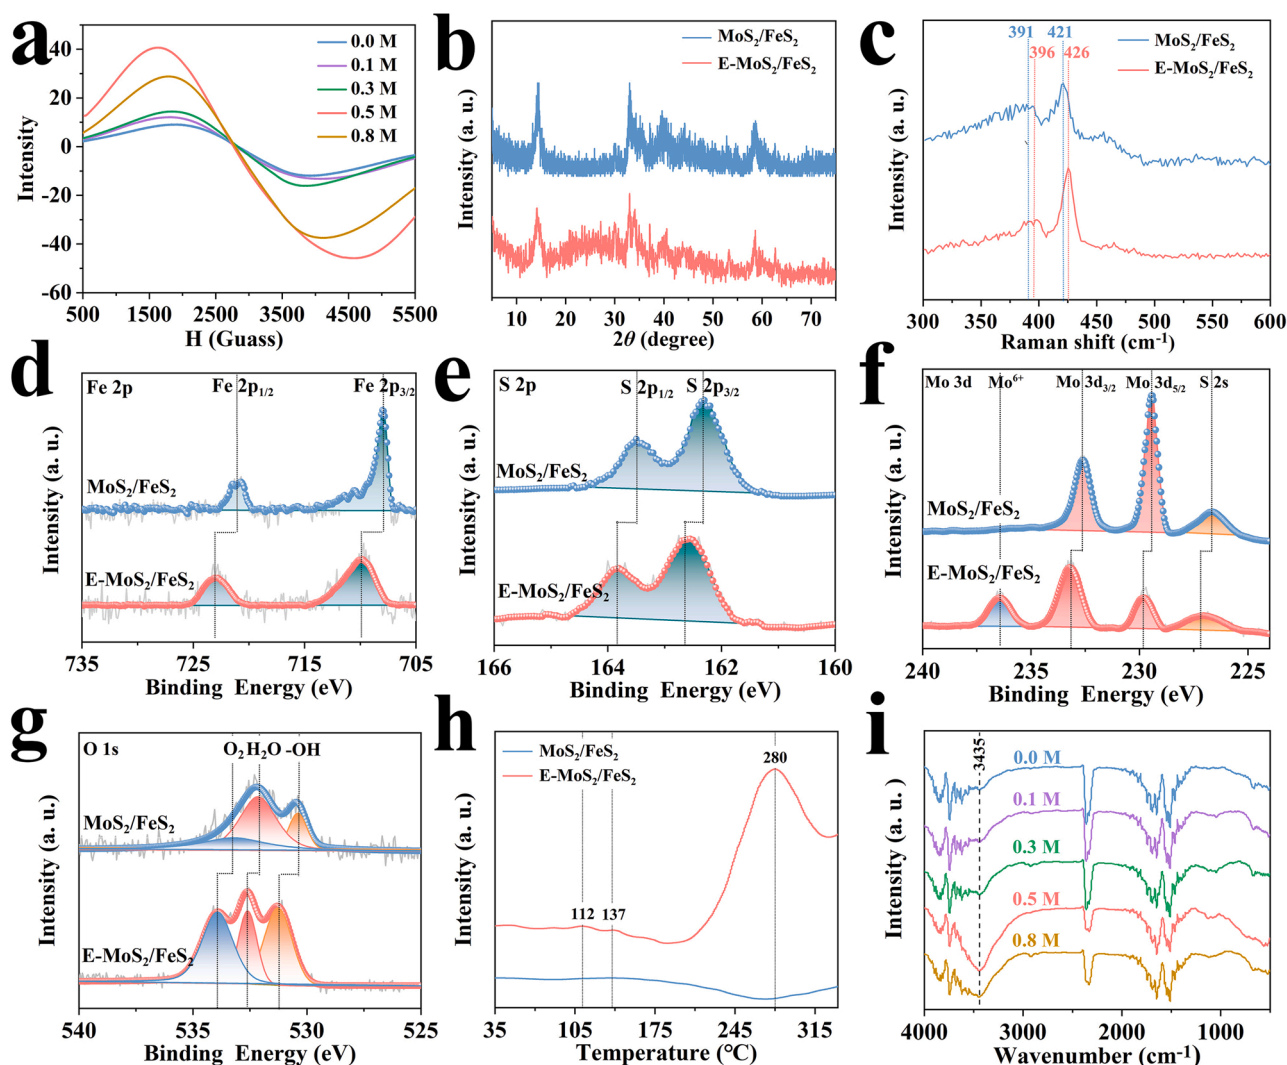 a
Intensity
40
20
0
-20
-40
-60
500
1500
2500
3500
4500
5500
H (Guass)
0.0 M
0.1 M
0.3 M
0.5 M
0.8 M
b
Intensity (a. u.)
MoS₂/FeS₂
E-MoS₂/FeS₂
10
20
30
40
50
60
70
2θ (degree)
c
Intensity (a. u.)
391
421
396
426
MoS₂/FeS₂
E-MoS₂/FeS₂
300
350
400
450
500
550
600
Raman shift (cm⁻¹)
d
Intensity (a. u.)
Fe 2p
Fe 2p₁/₂
Fe 2p₃/₂
MoS₂/FeS₂
E-MoS₂/FeS₂
735
725
715
705
Binding Energy (eV)
e
Intensity (a. u.)
S 2p
S 2p₁/₂
S 2p₃/₂
MoS₂/FeS₂
E-MoS₂/FeS₂
166
164
162
160
Binding Energy (eV)
f
Intensity (a. u.)
Mo 3d
Mo⁶⁺
Mo 3d₃/₂
Mo 3d₅/₂
S 2s
MoS₂/FeS₂
E-MoS₂/FeS₂
240
235
230
225
Binding Energy (eV)
g
Intensity (a. u.)
O 1s
O₂
H₂O
-OH
MoS₂/FeS₂
E-MoS₂/FeS₂
540
535
530
525
Binding Energy (eV)
h
Intensity (a. u.)
MoS₂/FeS₂
E-MoS₂/FeS₂
280
112
137
35
105
175
245
315
Temperature (℃)
i
Intensity (a. u. )
3435
0.0 M
0.1 M
0.3 M
0.5 M
0.8 M
4000
3000
2000
1000
Wavenumber (cm⁻¹)